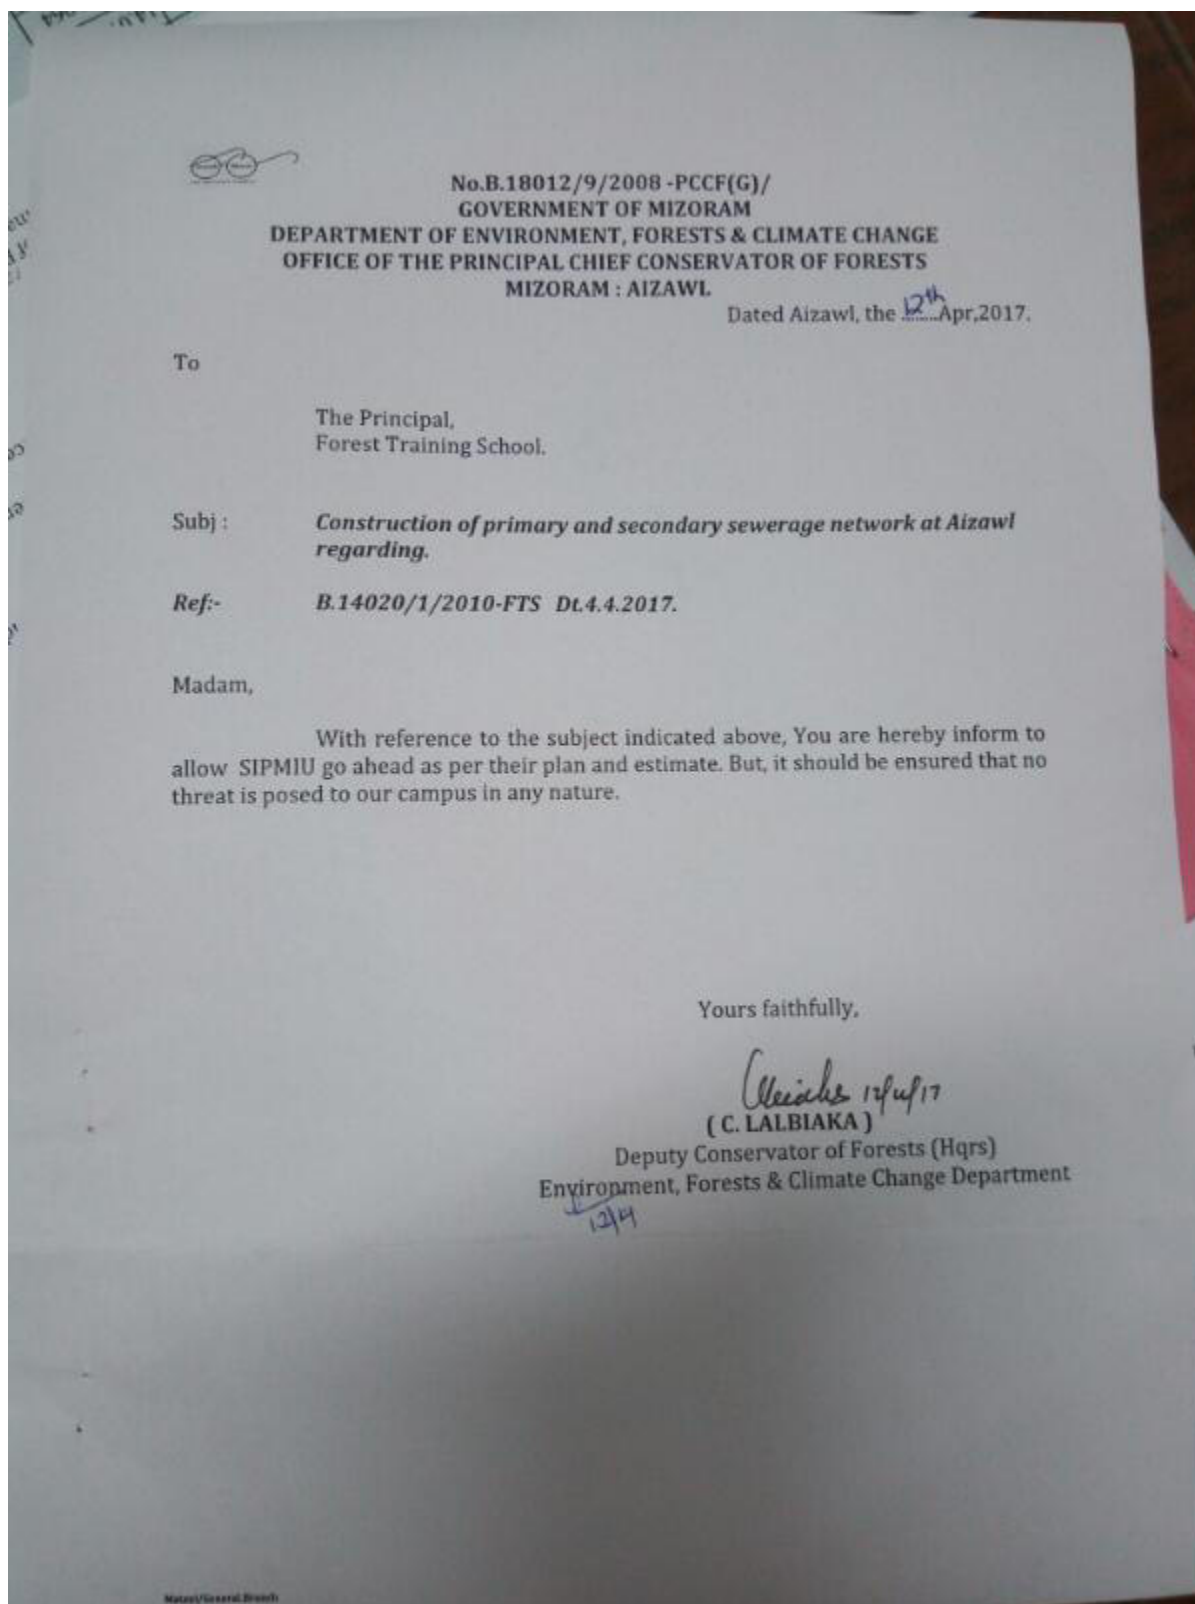 No.B.18012/9/2008 -PCCF(G)/
GOVERNMENT OF MIZORAM
DEPARTMENT OF ENVIRONMENT, FORESTS & CLIMATE CHANGE
OFFICE OF THE PRINCIPAL CHIEF CONSERVATOR OF FORESTS
MIZORAM : AIZAWL
Dated Aizawl, the 12th Apr,2017.
To
The Principal,
Forest Training School.
Subj : Construction of primary and secondary sewerage network at Aizawl
regarding.
Ref:- B.14020/1/2010-FTS Dt.4.4.2017.
Madam,
With reference to the subject indicated above, You are hereby inform to
allow SIPMIU go ahead as per their plan and estimate. But, it should be ensured that no
threat is posed to our campus in any nature.
Yours faithfully,
12/4/17
( C. LALBIAKA )
Deputy Conservator of Forests (Hqrs)
Environment, Forests & Climate Change Department
12/4